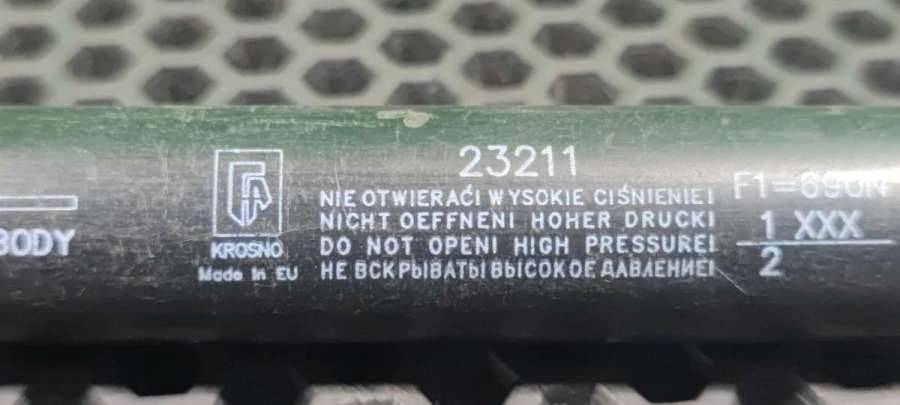 BODY
FA
KROSNO
Made in EU
23211
NIE OTWIERAĆ! WYSOKIE CIŚNIENIE!
NICHT OEFFNEN! HOHER DRUCK!
DO NOT OPEN! HIGH PRESSURE!
НЕ ВСКРЫВАТЬ! ВЫСОКОЕ ДАВЛЕНИЕ!
F1=690N
1 XXX
2